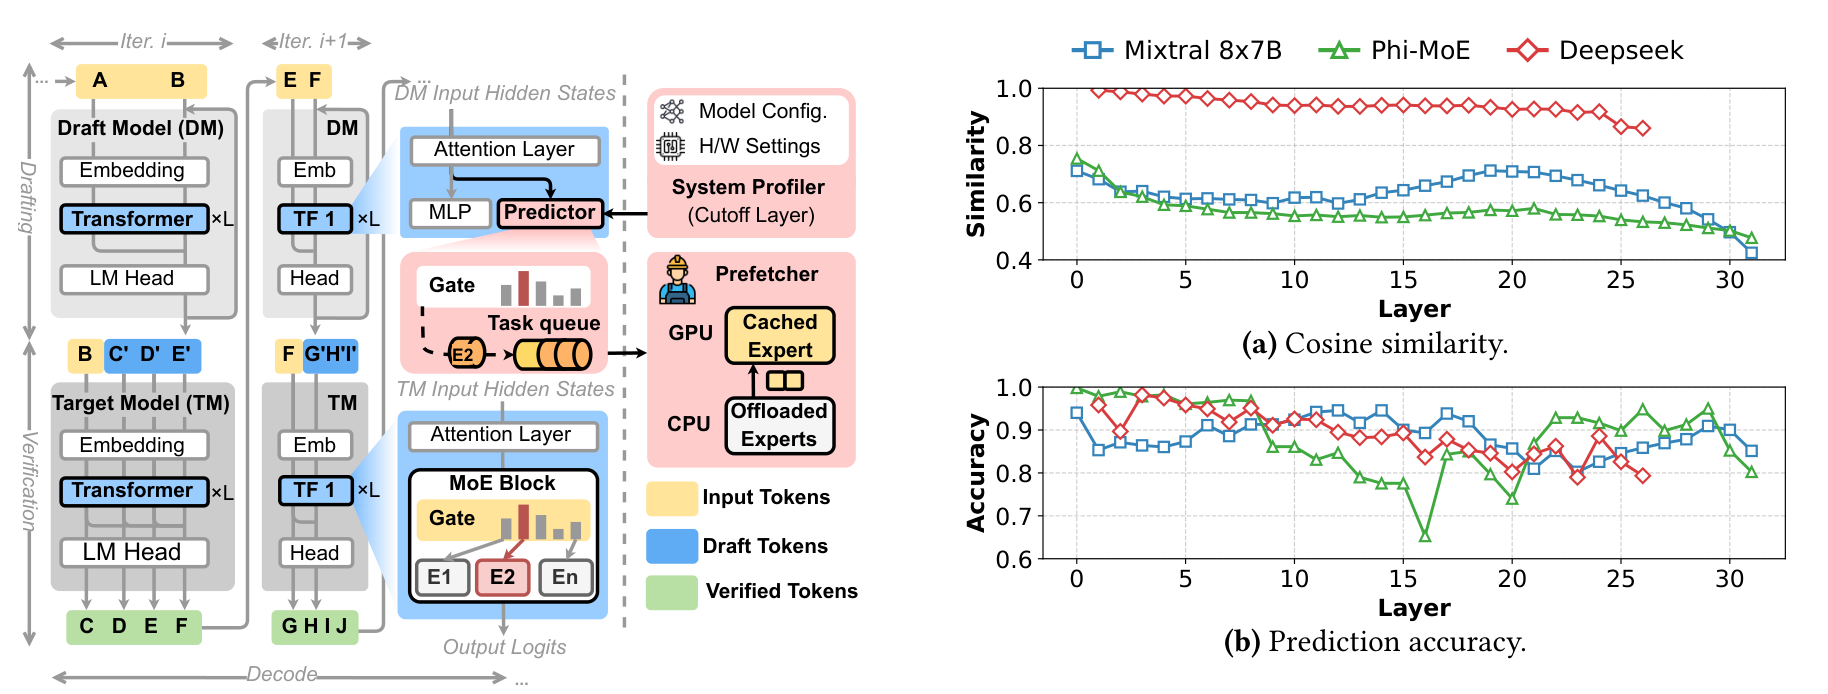 Iter. i
Iter. i+1
...
A B
E F
...
Drafting
Draft Model (DM)
Embedding
Transformer
×L
LM Head
DM
Emb
TF 1
×L
Head
DM Input Hidden States
Attention Layer
MLP
Predictor
Gate
Task queue
E2
Model Config.
H/W Settings
System Profiler
(Cutoff Layer)
Prefetcher
GPU
Cached
Expert
CPU
Offloaded
Experts
Verification
B C' D' E'
Target Model (TM)
Embedding
Transformer
×L
LM Head
C D E F
F G'H'I'
TM
Emb
TF 1
×L
Head
G H I J
TM Input Hidden States
Attention Layer
MoE Block
Gate
E1
E2
En
Output Logits
Input Tokens
Draft Tokens
Verified Tokens
Decode
...
Mixtral 8x7B
Phi-MoE
Deepseek
Similarity
1.0
0.8
0.6
0.4
0 5 10 15 20 25 30
Layer
(a) Cosine similarity.
Accuracy
1.0
0.9
0.8
0.7
0.6
0 5 10 15 20 25 30
Layer
(b) Prediction accuracy.